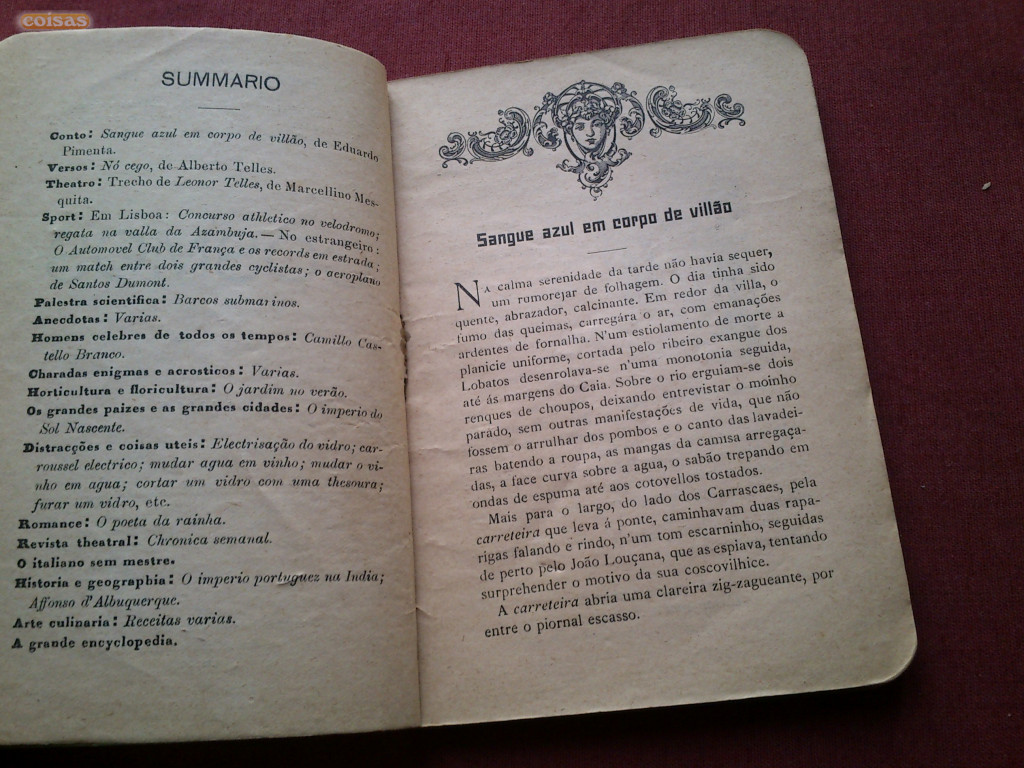 coisas
SUMMARIO
Conto: Sangue azul em corpo de villão, de Eduardo
Pimenta.
Versos: Nó cego, de Alberto Telles.
Theatro: Trecho de Leonor Telles, de Marcellino Mes-
quita.
Sport: Em Lisboa: Concurso athletico no velodromo;
regata na valla da Azambuja. — No estrangeiro:
O Automovel Club de França e os records em estrada;
um match entre dois grandes cyclistas; o aeroplano
de Santos Dumont.
Palestra scientifica: Barcos submarinos.
Anecdotas: Varias.
Homens celebres de todos os tempos: Camillo Cas-
tello Branco.
Charadas enigmas e acrosticos: Varias.
Horticultura e floricultura: O jardim no verão.
Os grandes paizes e as grandes cidades: O imperio do
Sol Nascente.
Distracções e coisas uteis: Electrisação do vidro; car-
roussel electrico; mudar agua em vinho; mudar o vi-
nho em agua; cortar um vidro com uma thesoura;
furar um vidro, etc.
Romance: O poeta da rainha.
Revista theatral: Chronica semanal.
O italiano sem mestre.
Historia e geographia: O imperio portuguez na India;
Affonso d'Albuquerque.
Arte culinaria: Receitas varias.
A grande encyclopedia.
Sangue azul em corpo de villão
NA calma serenidade da tarde não havia sequer,
um rumorejar de folhagem. O dia tinha sido
quente, abrazador, calcinante. Em redor da villa, o
fumo das queimas, carregára o ar, com emanações
ardentes de fornalha. N'um estiolamento de morte a
planicie uniforme, cortada pelo ribeiro exangue dos
Lobatos desenrolava-se n'uma monotonia seguida,
até ás margens do Caia. Sobre o rio erguiam-se dois
renques de choupos, deixando entrevistar o moinho
parado, sem outras manifestações de vida, que não
fossem o arrulhar dos pombos e o canto das lavadei-
ras batendo a roupa, as mangas da camisa arregaça-
das, a face curva sobre a agua, o sabão trepando em
ondas de espuma até aos cotovellos tostados.
Mais para o largo, do lado dos Carrascaes, pela
carreteira que leva á ponte, caminhavam duas rapa-
rigas falando e rindo, n'um tom escarninho, seguidas
de perto pelo João Louçana, que as espiava, tentando
surprehender o motivo da sua coscovilhice.
A carreteira abria uma clareira zig-zagueante, por
entre o piornal escasso.